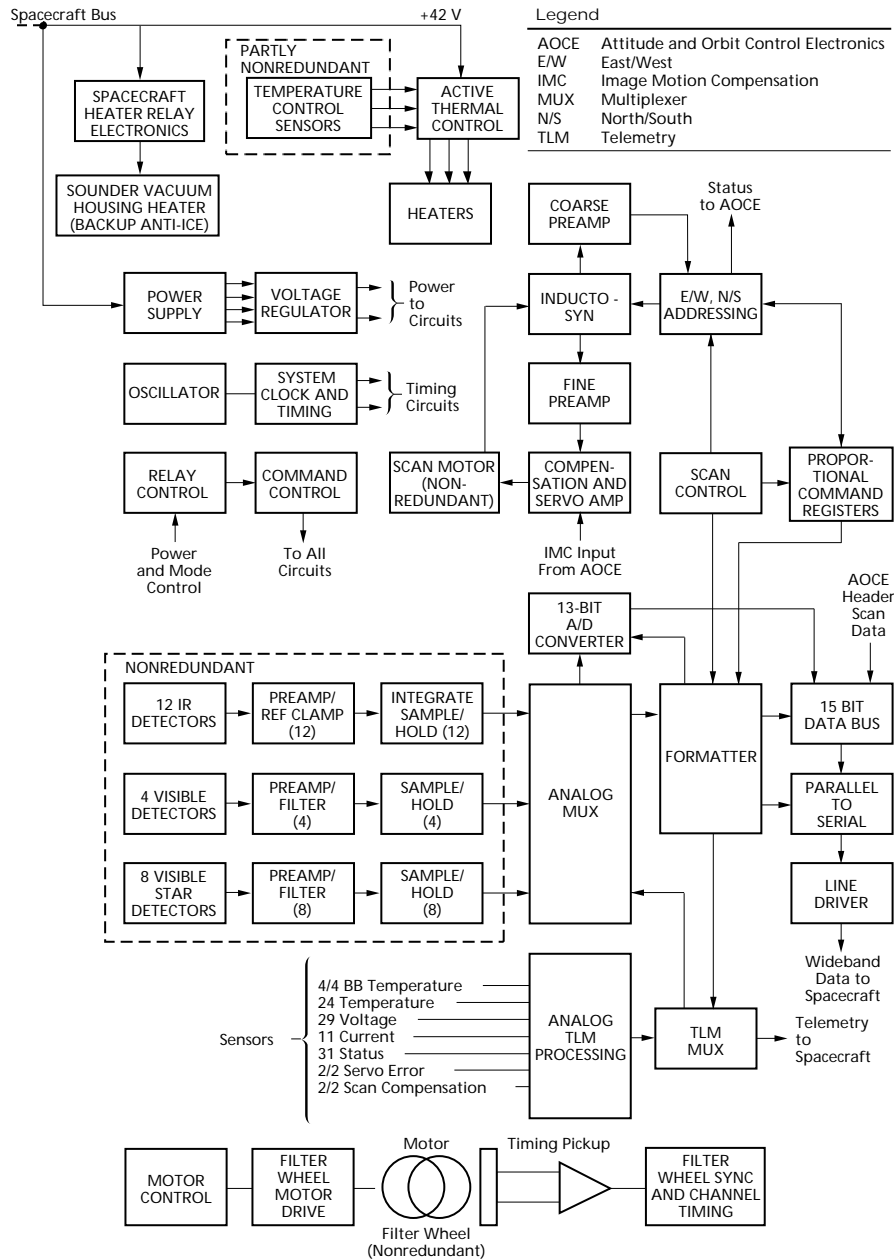 Spacecraft Bus
+42 V
Legend
AOCE Attitude and Orbit Control Electronics
E/W East/West
IMC Image Motion Compensation
MUX Multiplexer
N/S North/South
TLM Telemetry
PARTLY
NONREDUNDANT
SPACECRAFT
HEATER RELAY
ELECTRONICS
TEMPERATURE
CONTROL
SENSORS
ACTIVE
THERMAL
CONTROL
SOUNDER VACUUM
HOUSING HEATER
(BACKUP ANTI-ICE)
HEATERS
COARSE
PREAMP
Status
to AOCE
POWER
SUPPLY
VOLTAGE
REGULATOR
Power
to
Circuits
INDUCTO -
SYN
E/W, N/S
ADDRESSING
OSCILLATOR
SYSTEM
CLOCK AND
TIMING
Timing
Circuits
FINE
PREAMP
RELAY
CONTROL
COMMAND
CONTROL
SCAN MOTOR
(NON-
REDUNDANT)
COMPEN-
SATION AND
SERVO AMP
SCAN
CONTROL
PROPOR-
TIONAL
COMMAND
REGISTERS
Power
and Mode
Control
To All
Circuits
IMC Input
From AOCE
AOCE
Header
Scan
Data
13-BIT
A/D
CONVERTER
NONREDUNDANT
12 IR
DETECTORS
PREAMP/
REF CLAMP
(12)
INTEGRATE
SAMPLE/
HOLD (12)
4 VISIBLE
DETECTORS
PREAMP/
FILTER
(4)
SAMPLE/
HOLD
(4)
8 VISIBLE
STAR
DETECTORS
PREAMP/
FILTER
(8)
SAMPLE/
HOLD
(8)
ANALOG
MUX
FORMATTER
15 BIT
DATA BUS
PARALLEL
TO
SERIAL
LINE
DRIVER
Wideband
Data to
Spacecraft
Sensors
4/4 BB Temperature
24 Temperature
29 Voltage
11 Current
31 Status
2/2 Servo Error
2/2 Scan Compensation
ANALOG
TLM
PROCESSING
TLM
MUX
Telemetry
to
Spacecraft
MOTOR
CONTROL
FILTER
WHEEL
MOTOR
DRIVE
Motor
Filter Wheel
(Nonredundant)
Timing Pickup
FILTER
WHEEL SYNC
AND CHANNEL
TIMING